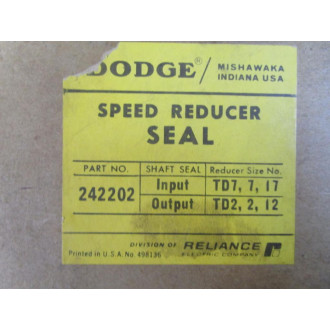 DODGE® / MISHAWAKA
INDIANA USA
SPEED REDUCER
SEAL
PART NO. SHAFT SEAL Reducer Size No.
242202 Input TD7, 7, 17
Output TD2, 2, 12
DIVISION OF RELIANCE
ELECTRIC COMPANY
Printed in U.S.A. No 499136